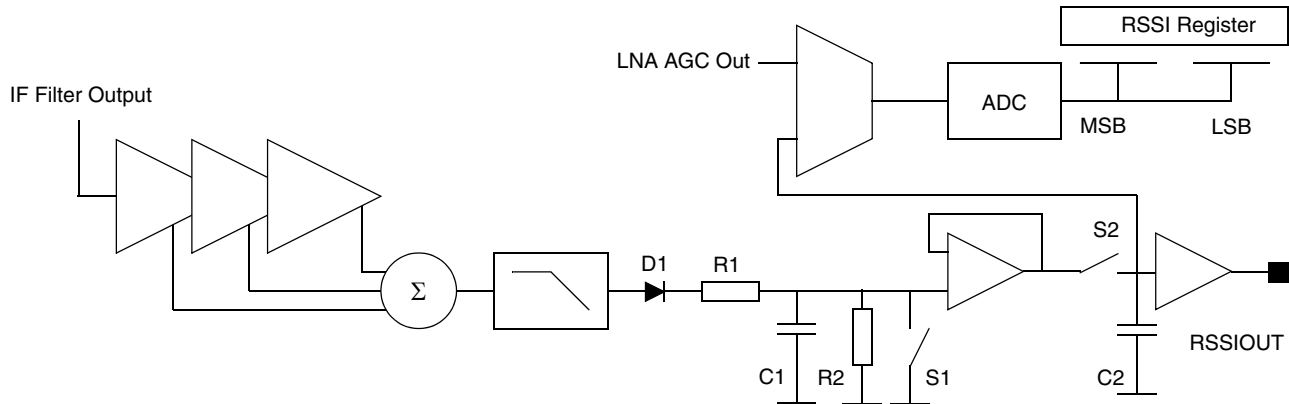 RSSI Register
LNA AGC Out
ADC
IF Filter Output
MSB
LSB
S2
D1
R1
Σ
RSSIOUT
C1
R2
S1
C2